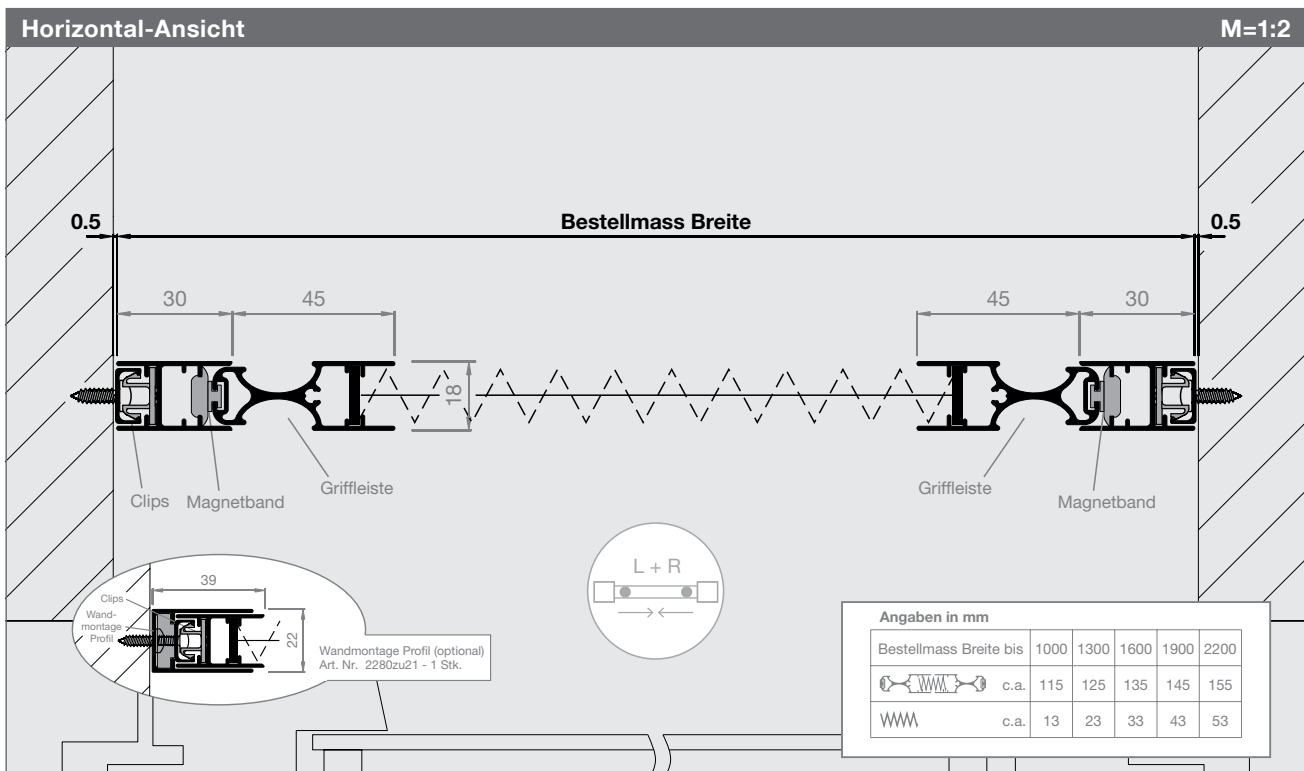 Horizontal-Ansicht M=1:2
0.5 Bestellmass Breite 0.5
30 45 45 30
18
Clips Magnetband Griffleiste Griffleiste Magnetband
L + R
39
Clips
Wand-
montage
Profil
22
Wandmontage Profil (optional)
Art. Nr. 2280zu21 - 1 Stk.
Angaben in mm
Bestellmass Breite bis 1000 1300 1600 1900 2200
c.a. 115 125 135 145 155
c.a. 13 23 33 43 53